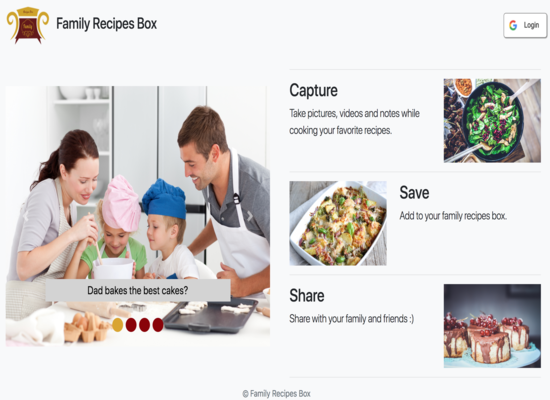 Family Recipes Box
Login
Dad bakes the best cakes?
Capture
Take pictures, videos and notes while
cooking your favorite recipes.
Save
Add to your family recipes box.
Share
Share with your family and friends :)
© Family Recipes Box